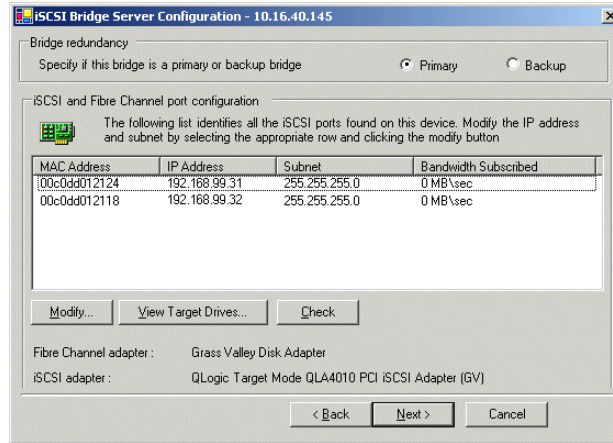 iSCSI Bridge Server Configuration - 10.16.40.145
Bridge redundancy
Specify if this bridge is a primary or backup bridge Primary Backup
iSCSI and Fibre Channel port configuration
The following list identifies all the iSCSI ports found on this device. Modify the IP address
and subnet by selecting the appropriate row and clicking the modify button
MAC Address IP Address Subnet Bandwidth Subscribed
00c0dd012124 192.168.99.31 255.255.255.0 0 MB\sec
00c0dd012118 192.168.99.32 255.255.255.0 0 MB\sec
Modify... View Target Drives... Check
Fibre Channel adapter : Grass Valley Disk Adapter
iSCSI adapter : QLogic Target Mode QLA4010 PCI iSCSI Adapter (GV)
< Back Next > Cancel